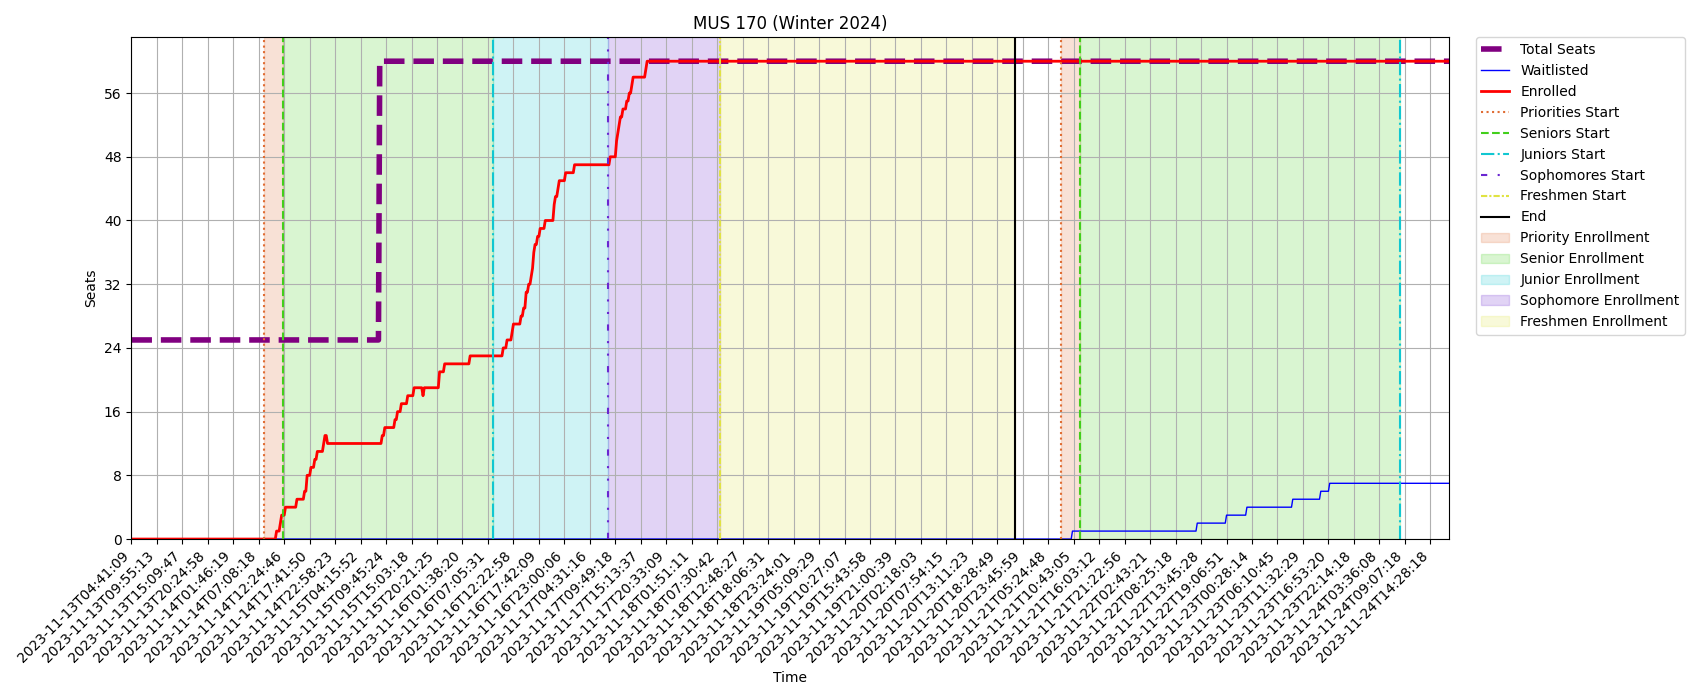 MUS 170 (Winter 2024)
Total Seats
Waitlisted
Enrolled
Priorities Start
Seniors Start
Juniors Start
Sophomores Start
Freshmen Start
End
Priority Enrollment
Senior Enrollment
Junior Enrollment
Sophomore Enrollment
Freshmen Enrollment
Seats
56
48
40
32
24
16
8
0
2023-11-13T04:41:09
2023-11-13T09:55:13
2023-11-13T15:09:47
2023-11-13T20:24:58
2023-11-14T01:46:19
2023-11-14T07:08:18
2023-11-14T12:24:46
2023-11-14T17:41:50
2023-11-14T22:58:23
2023-11-15T04:15:52
2023-11-15T09:45:24
2023-11-15T15:03:18
2023-11-15T20:21:25
2023-11-16T01:38:20
2023-11-16T07:05:31
2023-11-16T12:22:58
2023-11-16T17:42:09
2023-11-16T23:00:06
2023-11-17T04:31:16
2023-11-17T09:49:18
2023-11-17T15:13:37
2023-11-17T20:33:09
2023-11-18T01:51:11
2023-11-18T07:30:42
2023-11-18T12:48:27
2023-11-18T18:06:31
2023-11-18T23:24:01
2023-11-19T05:09:29
2023-11-19T10:27:07
2023-11-19T15:43:58
2023-11-19T21:00:39
2023-11-20T02:18:03
2023-11-20T07:54:15
2023-11-20T13:11:23
2023-11-20T18:28:49
2023-11-20T23:45:59
2023-11-21T05:24:48
2023-11-21T10:43:05
2023-11-21T16:03:12
2023-11-21T21:22:56
2023-11-22T02:43:21
2023-11-22T08:25:18
2023-11-22T13:45:28
2023-11-22T19:06:51
2023-11-23T00:28:14
2023-11-23T06:10:45
2023-11-23T11:32:29
2023-11-23T16:53:20
2023-11-23T22:14:18
2023-11-24T03:36:08
2023-11-24T09:07:18
2023-11-24T14:28:18
Time